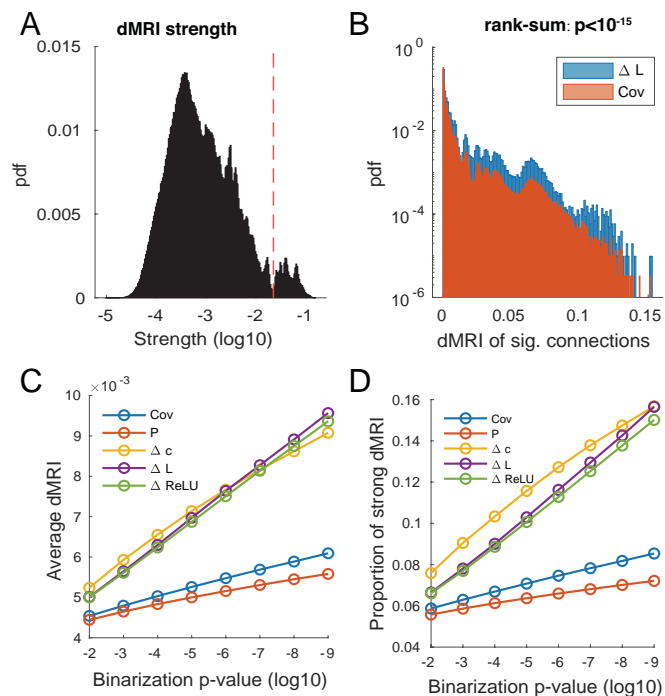 A
dMRI strength
0.015
0.01
0.005
0
pdf
-5
-4
-3
-2
-1
Strength (log10)
B
rank-sum: p<10^-15
10^0
10^-2
10^-4
10^-6
pdf
Δ L
Cov
0
0.05
0.1
0.15
dMRI of sig. connections
C
×10^-3
10
9
8
7
6
5
4
Average dMRI
Cov
P
Δ c
Δ L
Δ ReLU
-2
-3
-4
-5
-6
-7
-8
-9
Binarization p-value (log10)
D
0.16
0.14
0.12
0.1
0.08
0.06
0.04
Proportion of strong dMRI
Cov
P
Δ c
Δ L
Δ ReLU
-2
-3
-4
-5
-6
-7
-8
-9
Binarization p-value (log10)